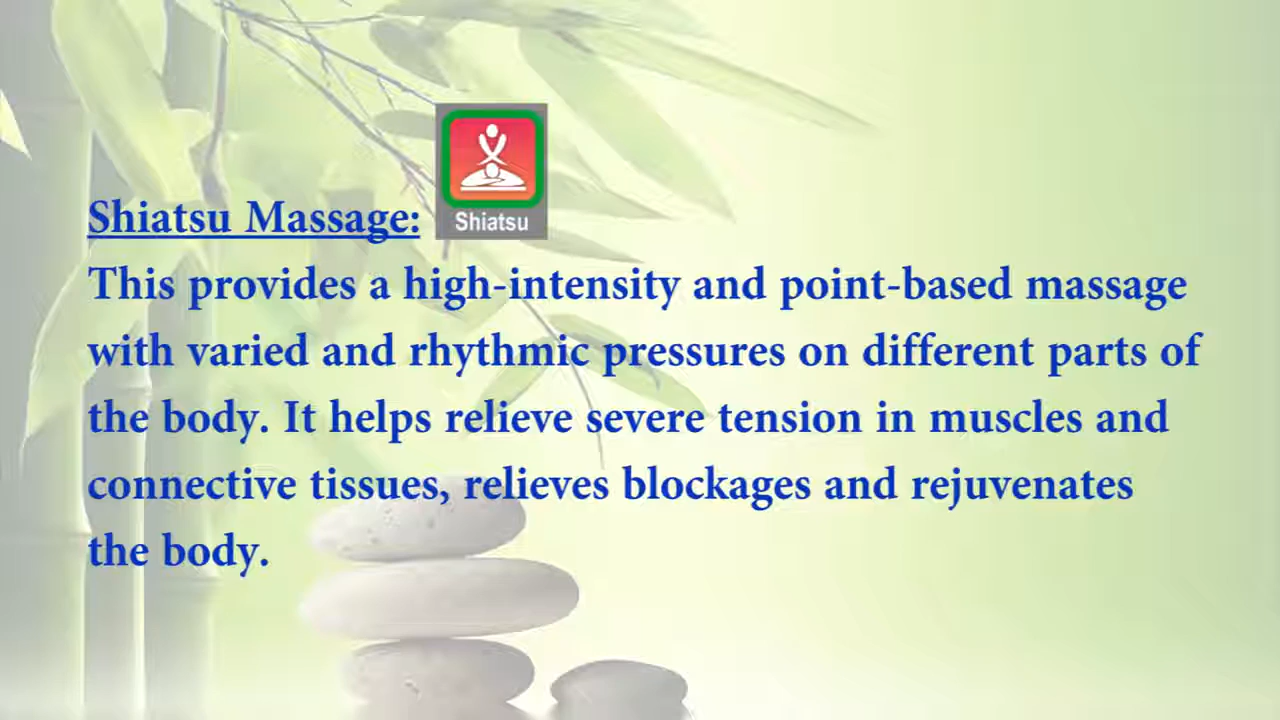 Shiatsu Massage:
Shiatsu
This provides a high-intensity and point-based massage
with varied and rhythmic pressures on different parts of
the body. It helps relieve severe tension in muscles and
connective tissues, relieves blockages and rejuvenates
the body.